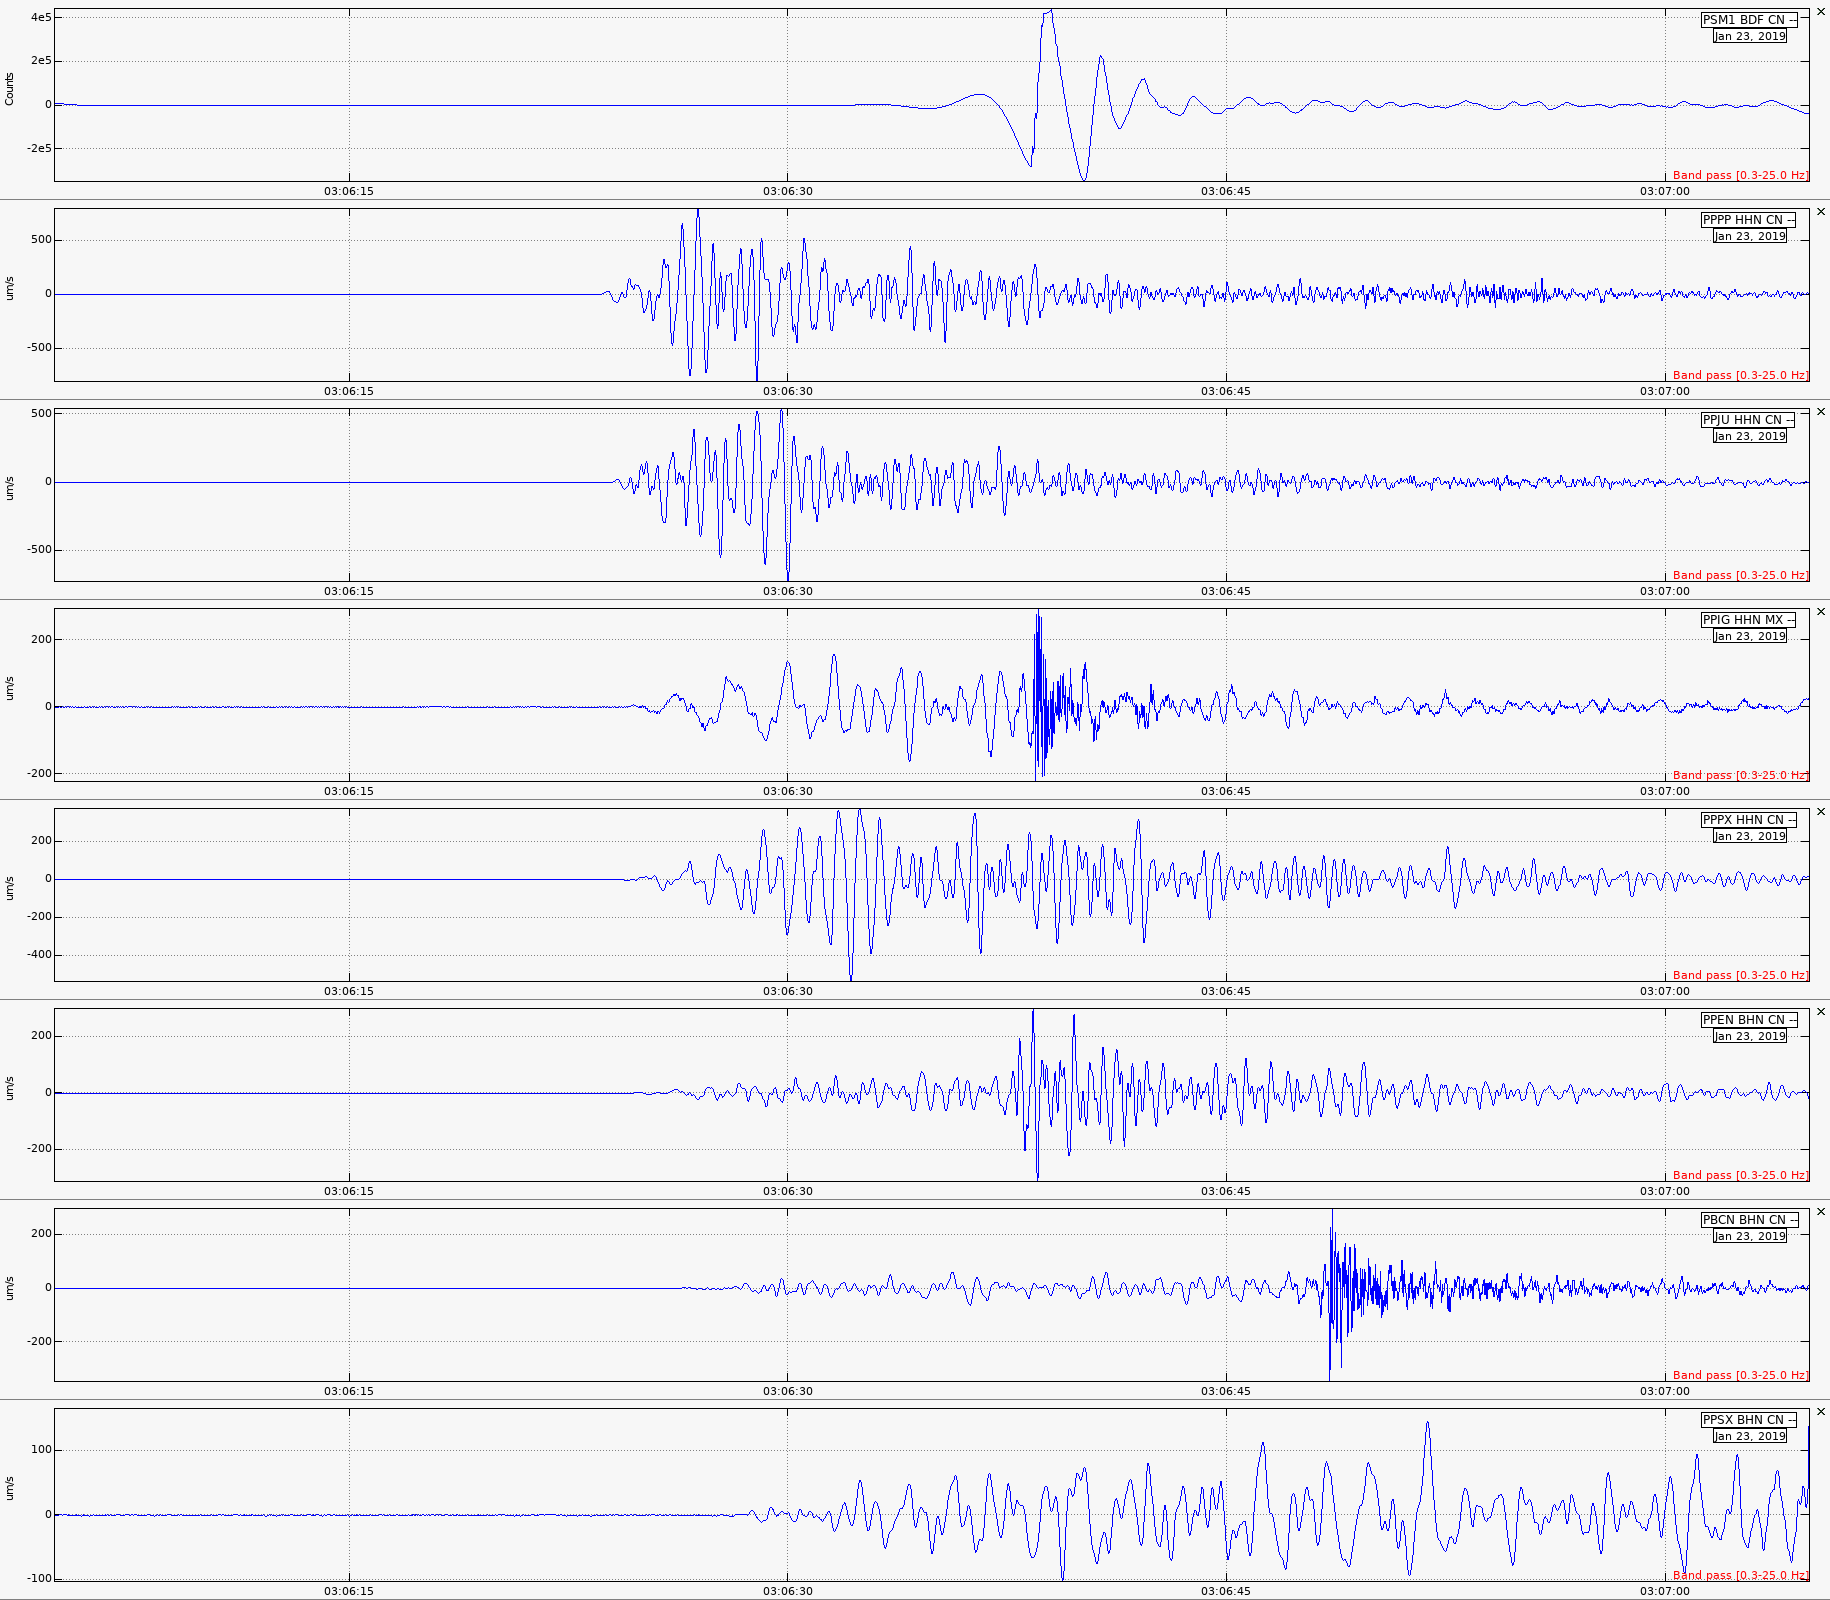 4e5
PSM1 BDF CN --
×
Jan 23, 2019
2e5
Counts
0
-2e5
Band pass [0.3-25.0 Hz]
03:06:15 03:06:30 03:06:45 03:07:00
PPPP HHN CN --
×
500
Jan 23, 2019
um/s
0
-500
Band pass [0.3-25.0 Hz]
03:06:15 03:06:30 03:06:45 03:07:00
500
PPJU HHN CN --
×
Jan 23, 2019
um/s
0
-500
Band pass [0.3-25.0 Hz]
03:06:15 03:06:30 03:06:45 03:07:00
PPIG HHN MX --
×
200
Jan 23, 2019
um/s
0
-200
Band pass [0.3-25.0 Hz]
03:06:15 03:06:30 03:06:45 03:07:00
PPPX HHN CN --
×
200
Jan 23, 2019
um/s
0
-200
-400
Band pass [0.3-25.0 Hz]
03:06:15 03:06:30 03:06:45 03:07:00
PPEN BHN CN --
×
200
Jan 23, 2019
um/s
0
-200
Band pass [0.3-25.0 Hz]
03:06:15 03:06:30 03:06:45 03:07:00
PBCN BHN CN --
×
200
Jan 23, 2019
um/s
0
-200
Band pass [0.3-25.0 Hz]
03:06:15 03:06:30 03:06:45 03:07:00
PPSX BHN CN --
×
100
Jan 23, 2019
um/s
0
-100
Band pass [0.3-25.0 Hz]
03:06:15 03:06:30 03:06:45 03:07:00